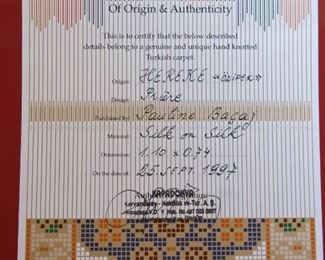 Of Origin & Authenticity
This is to certify that the below described
details belong to a genuine and unique hand knotted
Turkish carpet.
Origin: HEREKE
Design: Prière
Purchased by: Pauline
Material: Silk on Silk
Dimension: 1.10 x 0.74
On the date of: 25. SEPT. 1997
KAPADOKYA